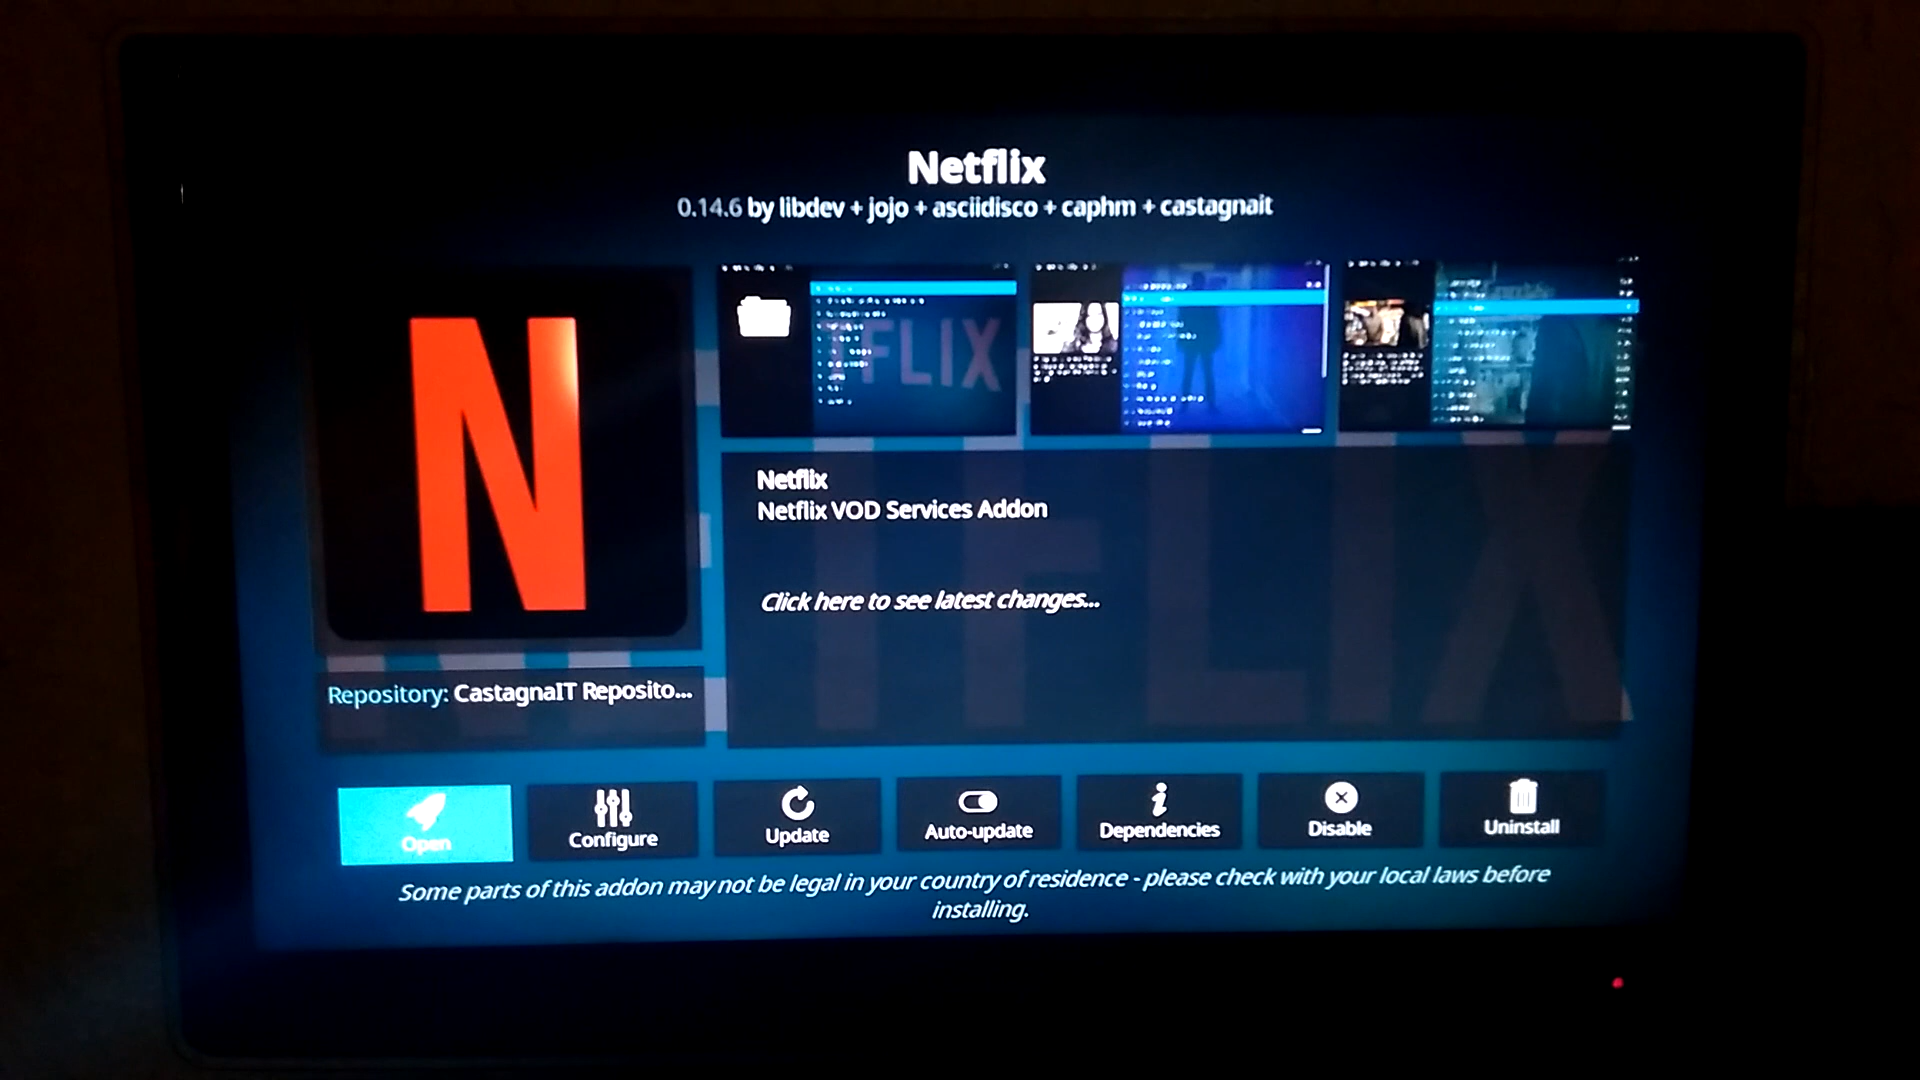 Netflix
0.14.6 by libdev + jojo + asciidisco + caphm + castagnait
N
FLIX
Netflix
Netflix VOD Services Addon
Click here to see latest changes...
Repository: CastagnaIT Reposito...
Open
Configure
Update
Auto-update
Dependencies
Disable
Uninstall
Some parts of this addon may not be legal in your country of residence - please check with your local laws before
installing.